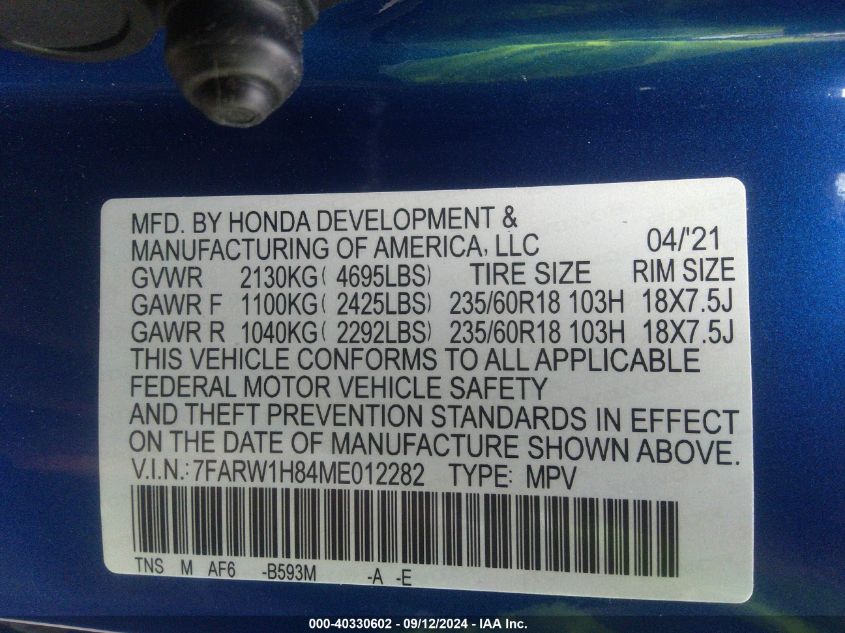 MFD. BY HONDA DEVELOPMENT &
MANUFACTURING OF AMERICA, LLC 04/'21
GVWR 2130KG( 4695LBS) TIRE SIZE RIM SIZE
GAWR F 1100KG( 2425LBS) 235/60R18 103H 18X7.5J
GAWR R 1040KG( 2292LBS) 235/60R18 103H 18X7.5J
THIS VEHICLE CONFORMS TO ALL APPLICABLE
FEDERAL MOTOR VEHICLE SAFETY
AND THEFT PREVENTION STANDARDS IN EFFECT
ON THE DATE OF MANUFACTURE SHOWN ABOVE.
V.I.N.: 7FARW1H84ME012282 TYPE: MPV
TNS M AF6 -B593M -A -E
000-40330602 - 09/12/2024 - IAA Inc.